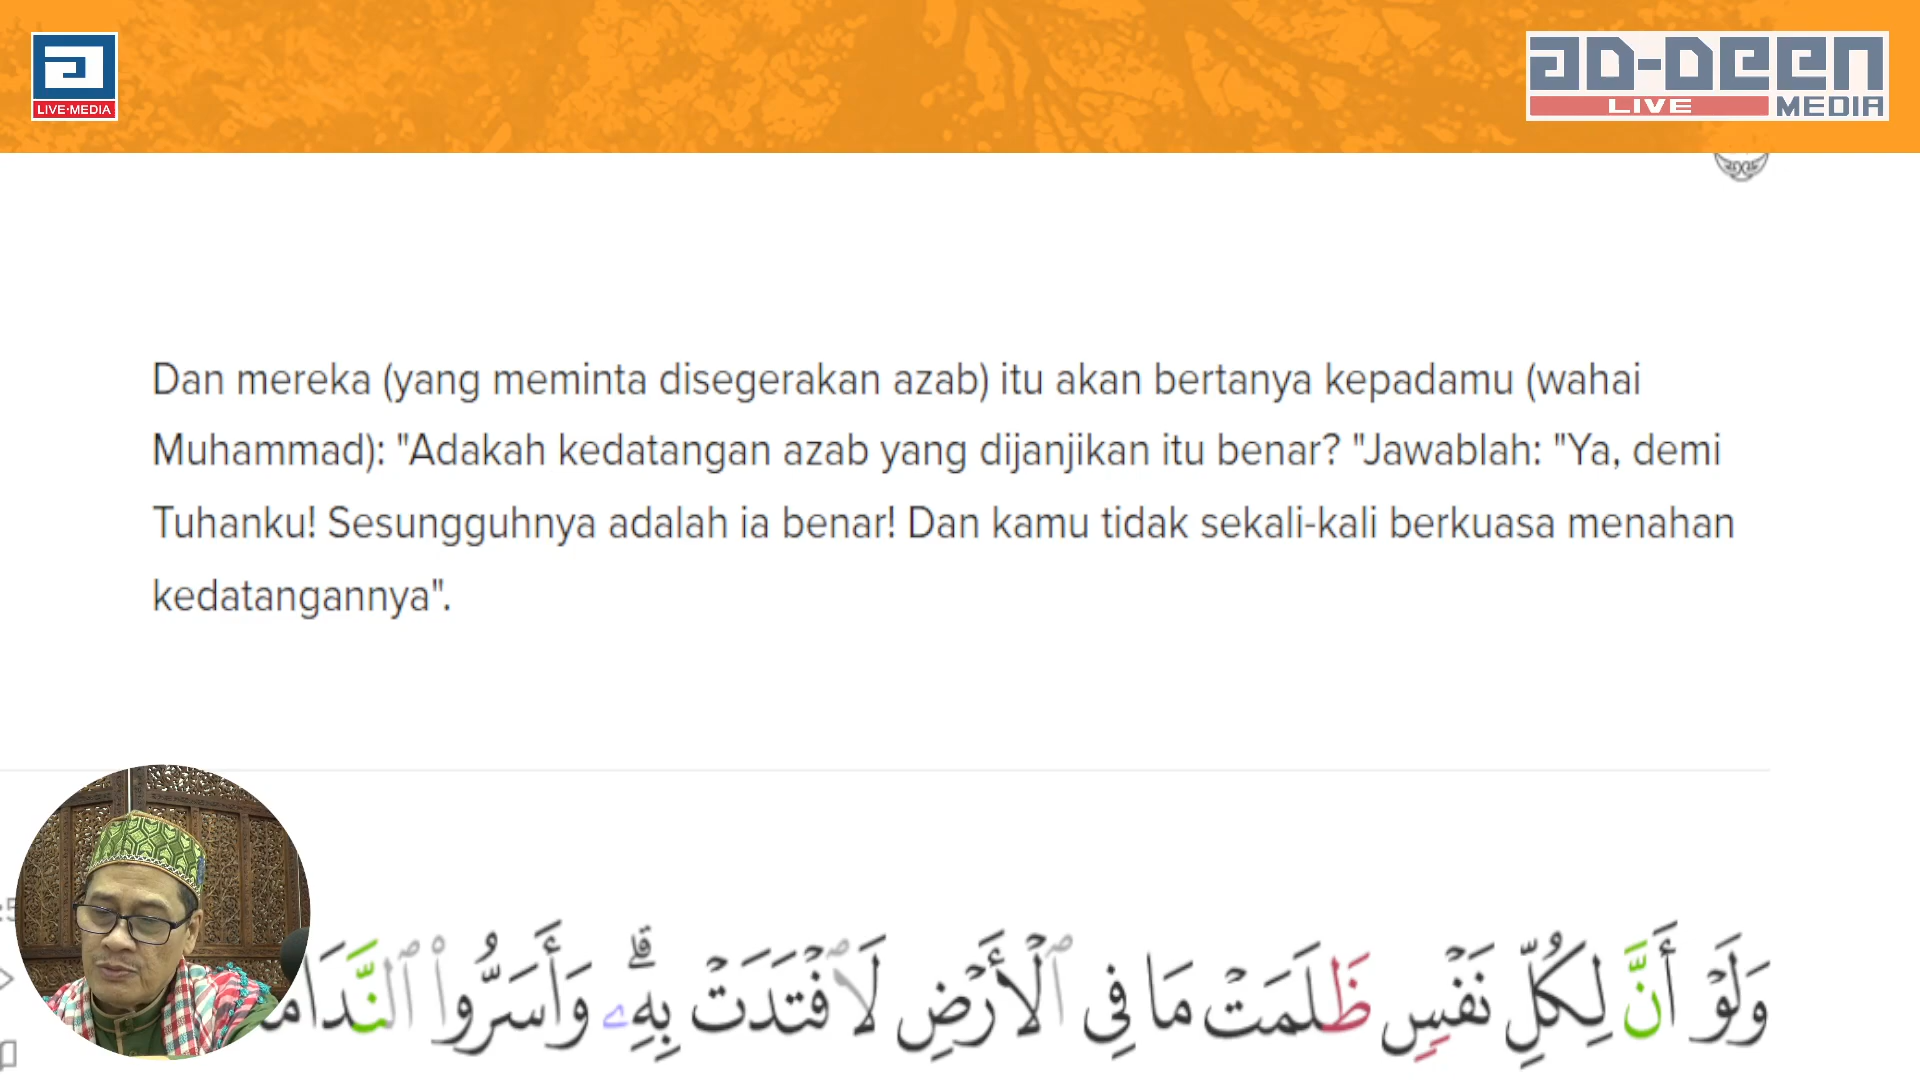 LIVE·MEDIA
AD-DEEN
LIVE MEDIA
Dan mereka (yang meminta disegerakan azab) itu akan bertanya kepadamu (wahai
Muhammad): "Adakah kedatangan azab yang dijanjikan itu benar? "Jawablah: "Ya, demi
Tuhanku! Sesungguhnya adalah ia benar! Dan kamu tidak sekali-kali berkuasa menahan
kedatangannya".
وَلَوْ أَنَّ لِكُلِّ نَفْسٍ ظَلَمَتْ مَا فِي ٱلْأَرْضِ لَٱفْتَدَتْ بِهِۦ ۗ وَأَسَرُّوا۟